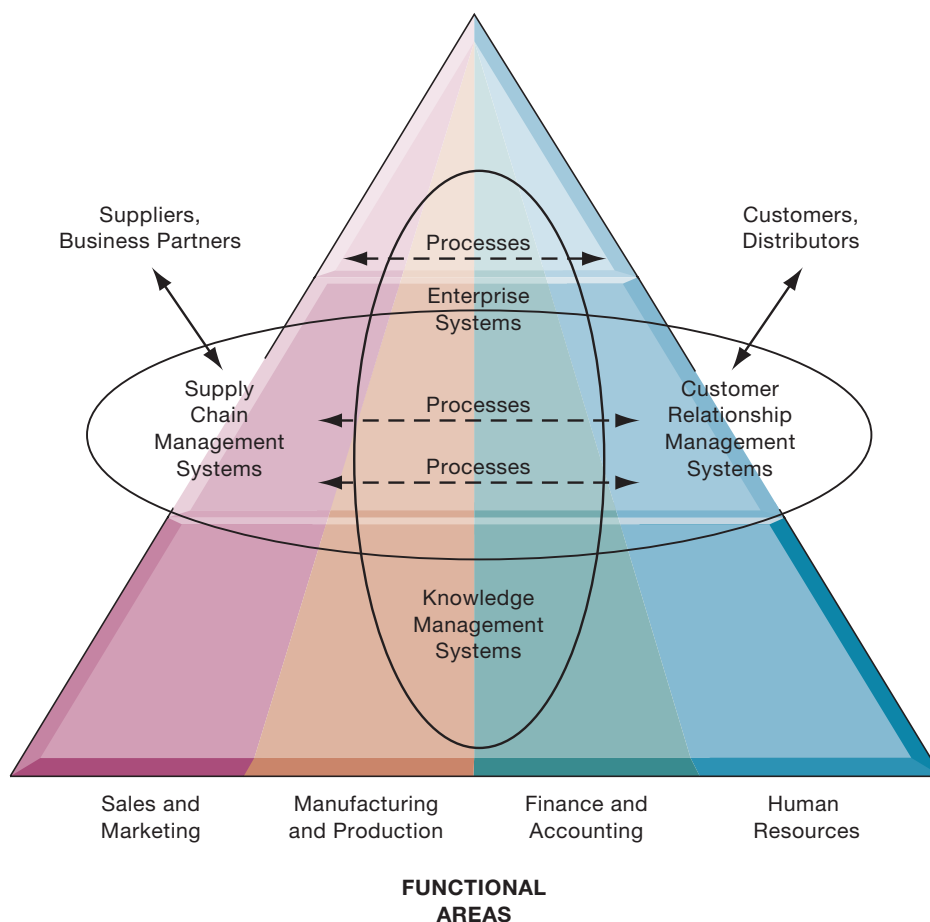 Suppliers,
Business Partners
Customers,
Distributors
Processes
Enterprise
Systems
Supply
Chain
Management
Systems
Processes
Processes
Customer
Relationship
Management
Systems
Knowledge
Management
Systems
Sales and
Marketing
Manufacturing
and Production
Finance and
Accounting
Human
Resources
FUNCTIONAL
AREAS